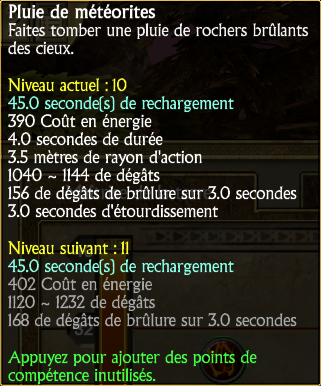 Pluie de météorites
Faites tomber une pluie de rochers brûlants
des cieux.
Niveau actuel : 10
45.0 seconde(s) de rechargement
390 Coût en énergie
4.0 secondes de durée
3.5 mètres de rayon d'action
1040 ~ 1144 de dégâts
156 de dégâts de brûlure sur 3.0 secondes
3.0 secondes d'étourdissement
Niveau suivant : 11
45.0 seconde(s) de rechargement
402 Coût en énergie
1120 ~ 1232 de dégâts
168 de dégâts de brûlure sur 3.0 secondes
Appuyez pour ajouter des points de
compétence inutilisés.